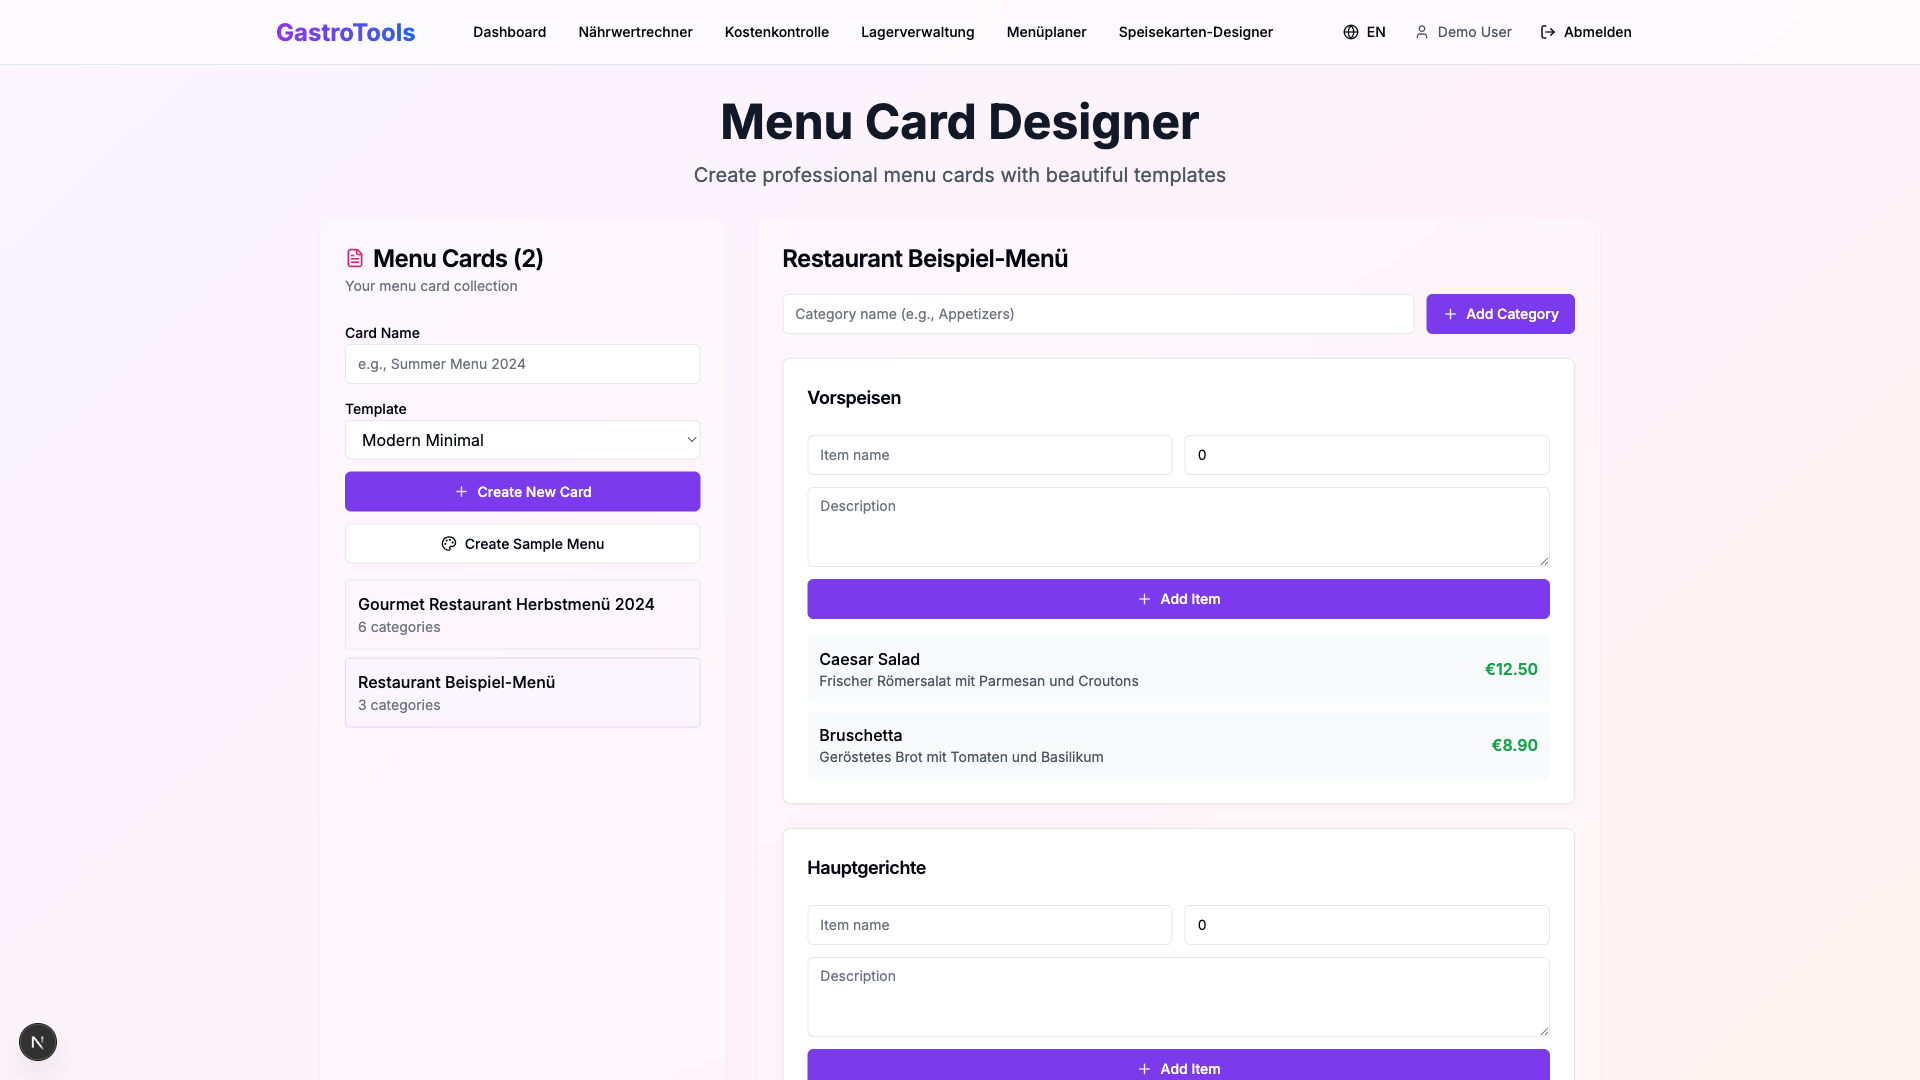 GastroTools
Dashboard
Nährwertrechner
Kostenkontrolle
Lagerverwaltung
Menüplaner
Speisekarten-Designer
EN
Demo User
Abmelden
Menu Card Designer
Create professional menu cards with beautiful templates
Menu Cards (2)
Your menu card collection
Card Name
e.g., Summer Menu 2024
Template
Modern Minimal
Create New Card
Create Sample Menu
Gourmet Restaurant Herbstmenü 2024
6 categories
Restaurant Beispiel-Menü
3 categories
Restaurant Beispiel-Menü
Category name (e.g., Appetizers)
Add Category
Vorspeisen
Item name
0
Description
Add Item
Caesar Salad
Frischer Römersalat mit Parmesan und Croutons
€12.50
Bruschetta
Geröstetes Brot mit Tomaten und Basilikum
€8.90
Hauptgerichte
Item name
0
Description
Add Item
N